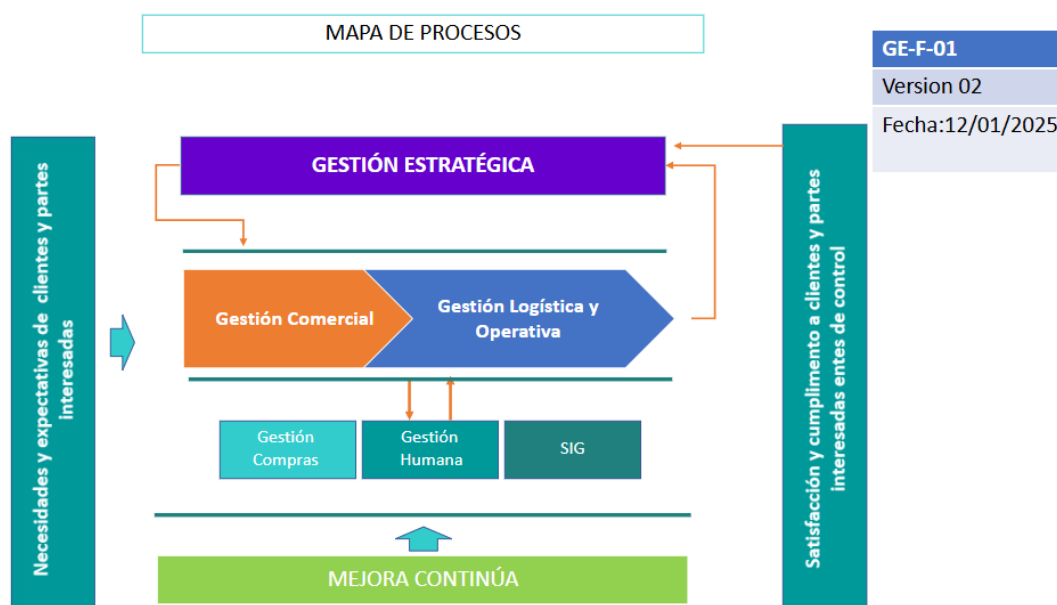 MAPA DE PROCESOS
GE-F-01
Version 02
Fecha:12/01/2025
Necesidades y expectativas de clientes y partes
interesadas
GESTIÓN ESTRATÉGICA
Gestión Comercial
Gestión Logística y
Operativa
Gestión
Compras
Gestión
Humana
SIG
MEJORA CONTINÚA
Satisfacción y cumplimento a clientes y partes
interesadas entes de control